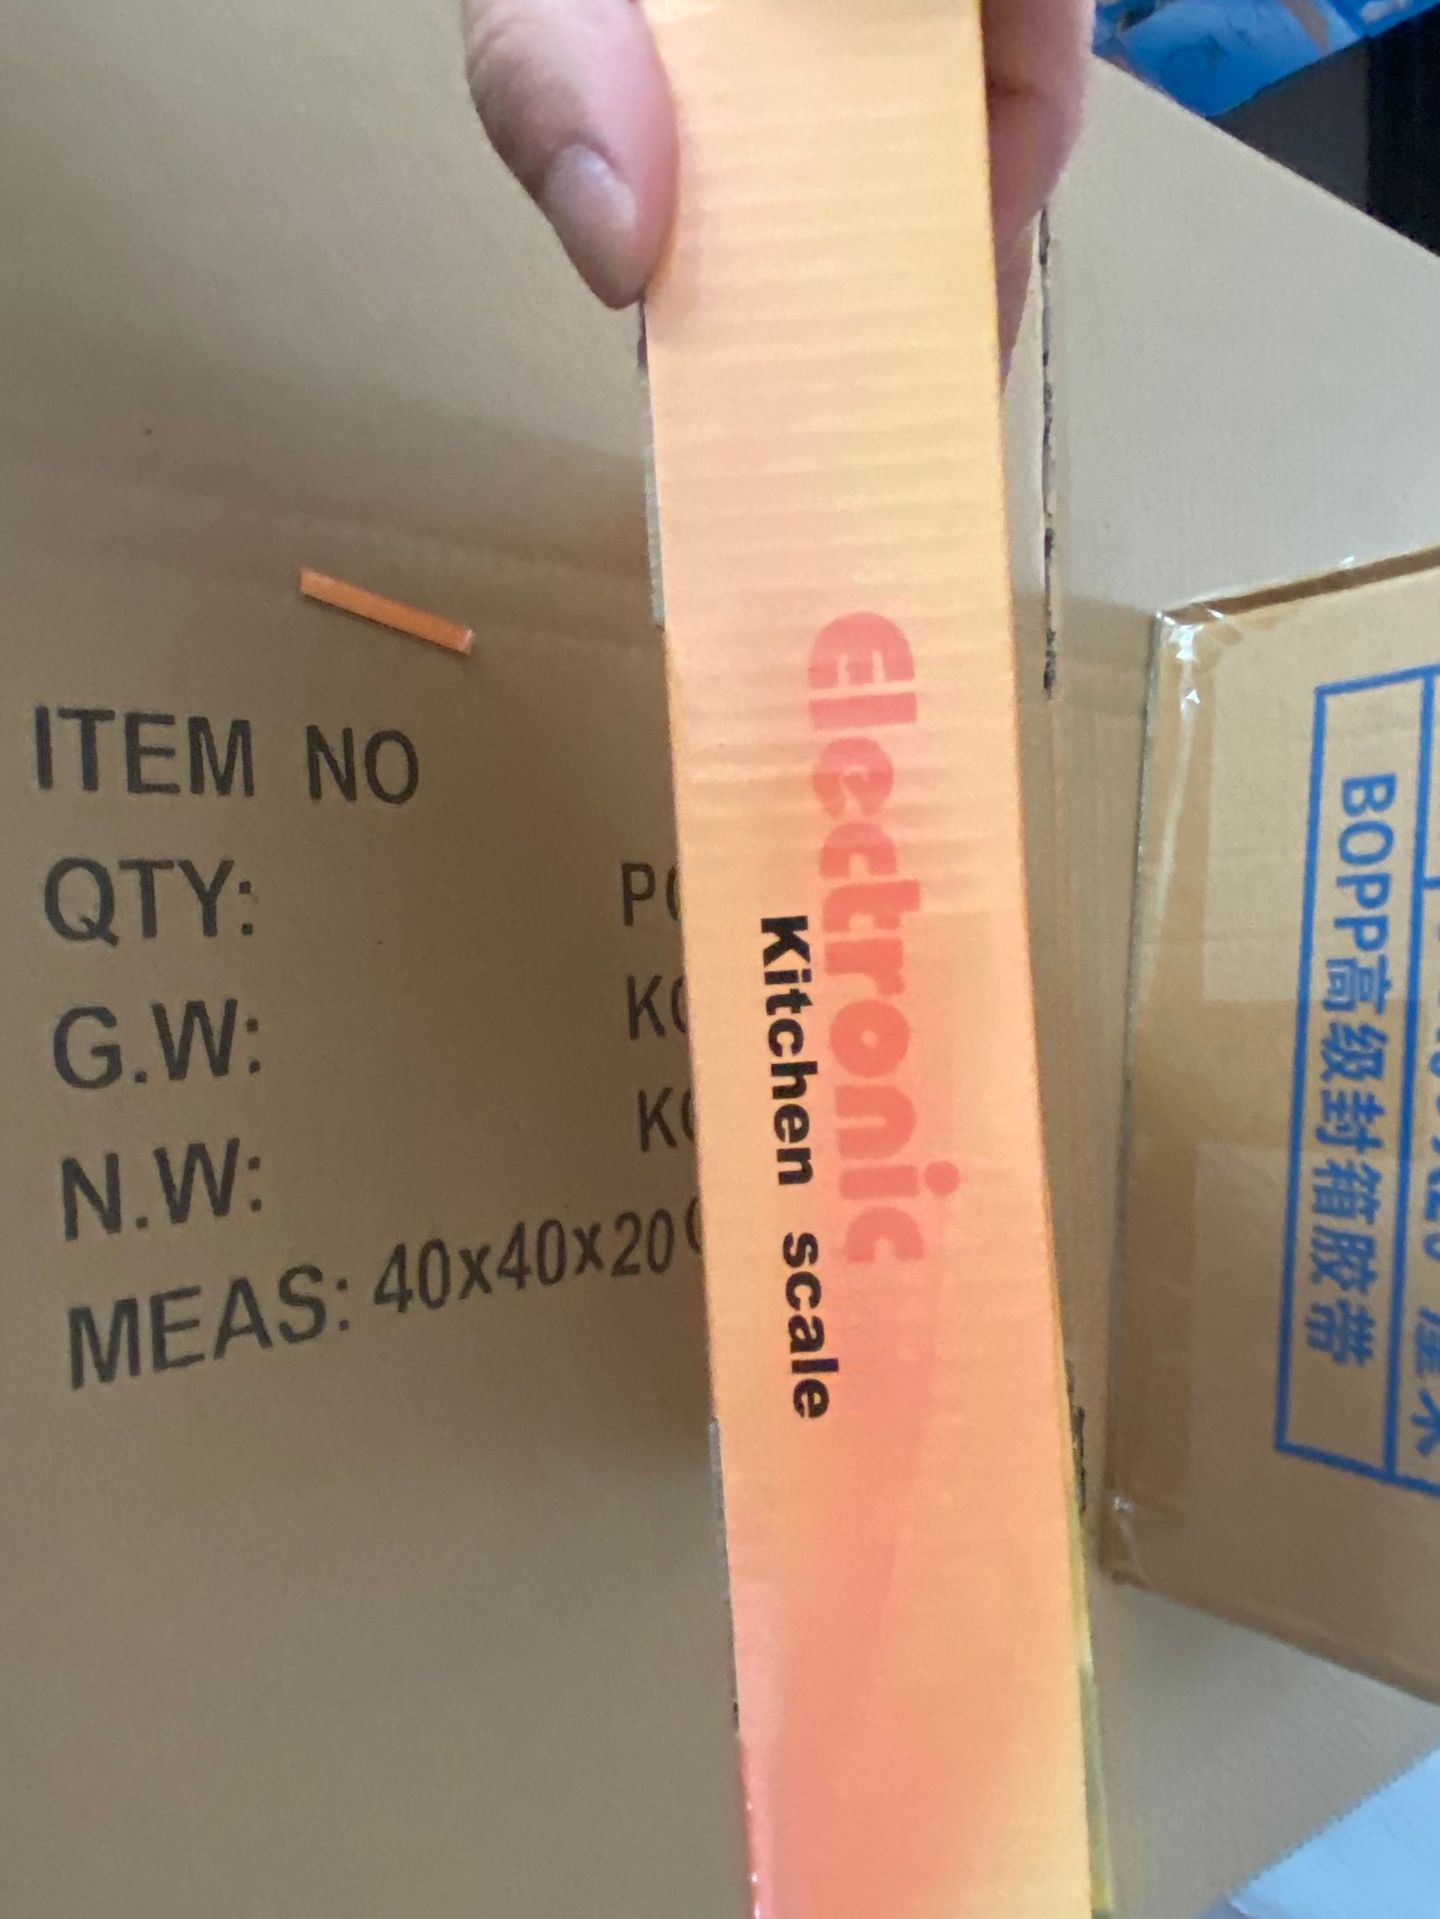 ITEM NO
QTY:
G.W:
N.W:
MEAS: 40x40x20
Electronic
Kitchen scale
BOPP高级封箱胶带